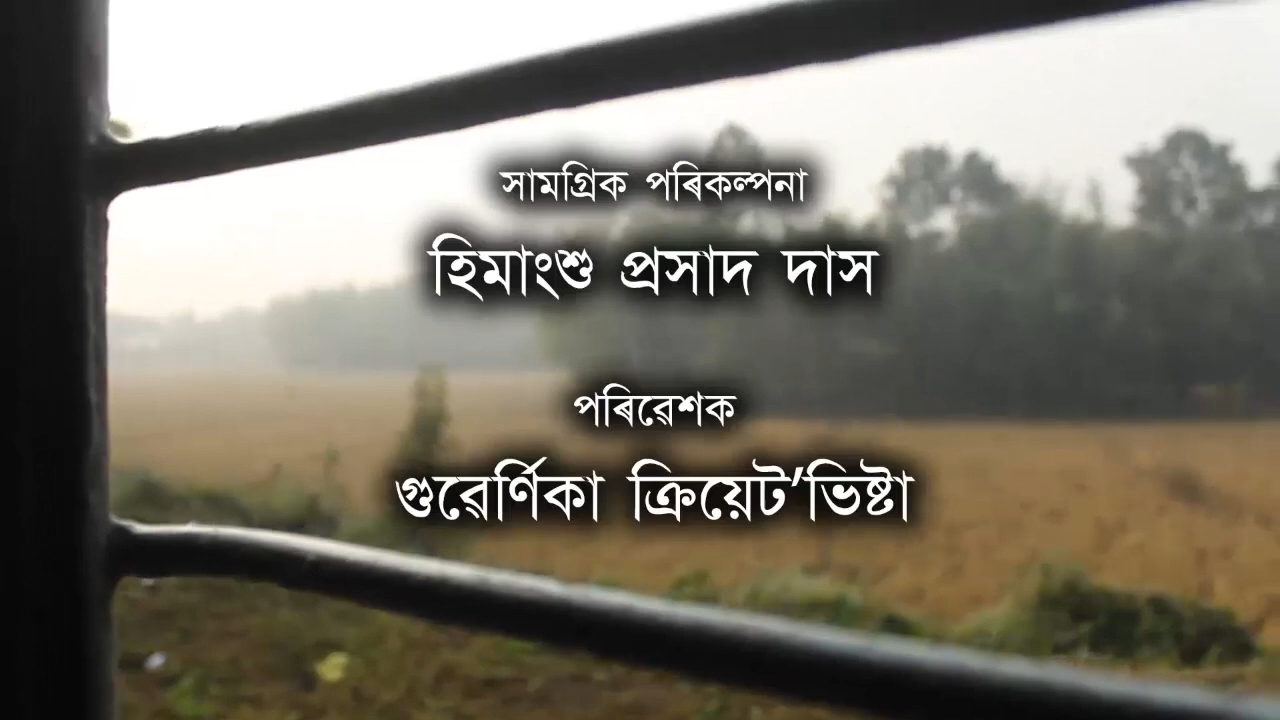 সামগ্ৰিক পৰিকল্পনা
হিমাংশু প্ৰসাদ দাস
পৰিৱেশক
গুৱেৰ্ণিকা ক্ৰিয়েট’ভিষ্টা